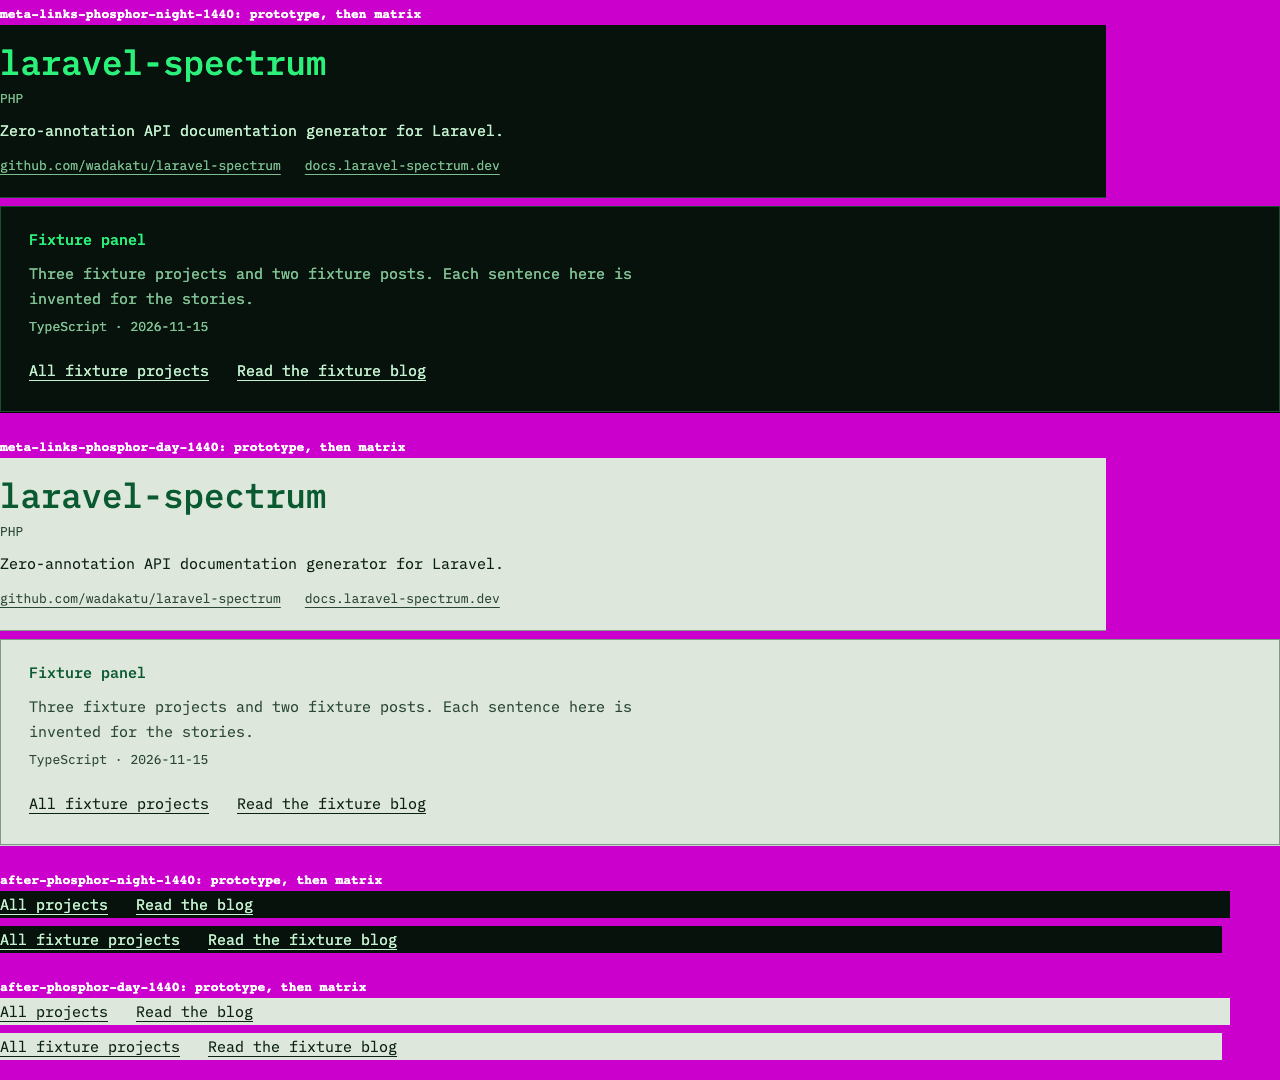 meta-links-phosphor-night-1440: prototype, then matrix
laravel-spectrum
PHP
Zero-annotation API documentation generator for Laravel.
github.com/wadakatu/laravel-spectrum docs.laravel-spectrum.dev
Fixture panel
Three fixture projects and two fixture posts. Each sentence here is
invented for the stories.
TypeScript · 2026-11-15
All fixture projects Read the fixture blog
meta-links-phosphor-day-1440: prototype, then matrix
laravel-spectrum
PHP
Zero-annotation API documentation generator for Laravel.
github.com/wadakatu/laravel-spectrum docs.laravel-spectrum.dev
Fixture panel
Three fixture projects and two fixture posts. Each sentence here is
invented for the stories.
TypeScript · 2026-11-15
All fixture projects Read the fixture blog
after-phosphor-night-1440: prototype, then matrix
All projects Read the blog
All fixture projects Read the fixture blog
after-phosphor-day-1440: prototype, then matrix
All projects Read the blog
All fixture projects Read the fixture blog